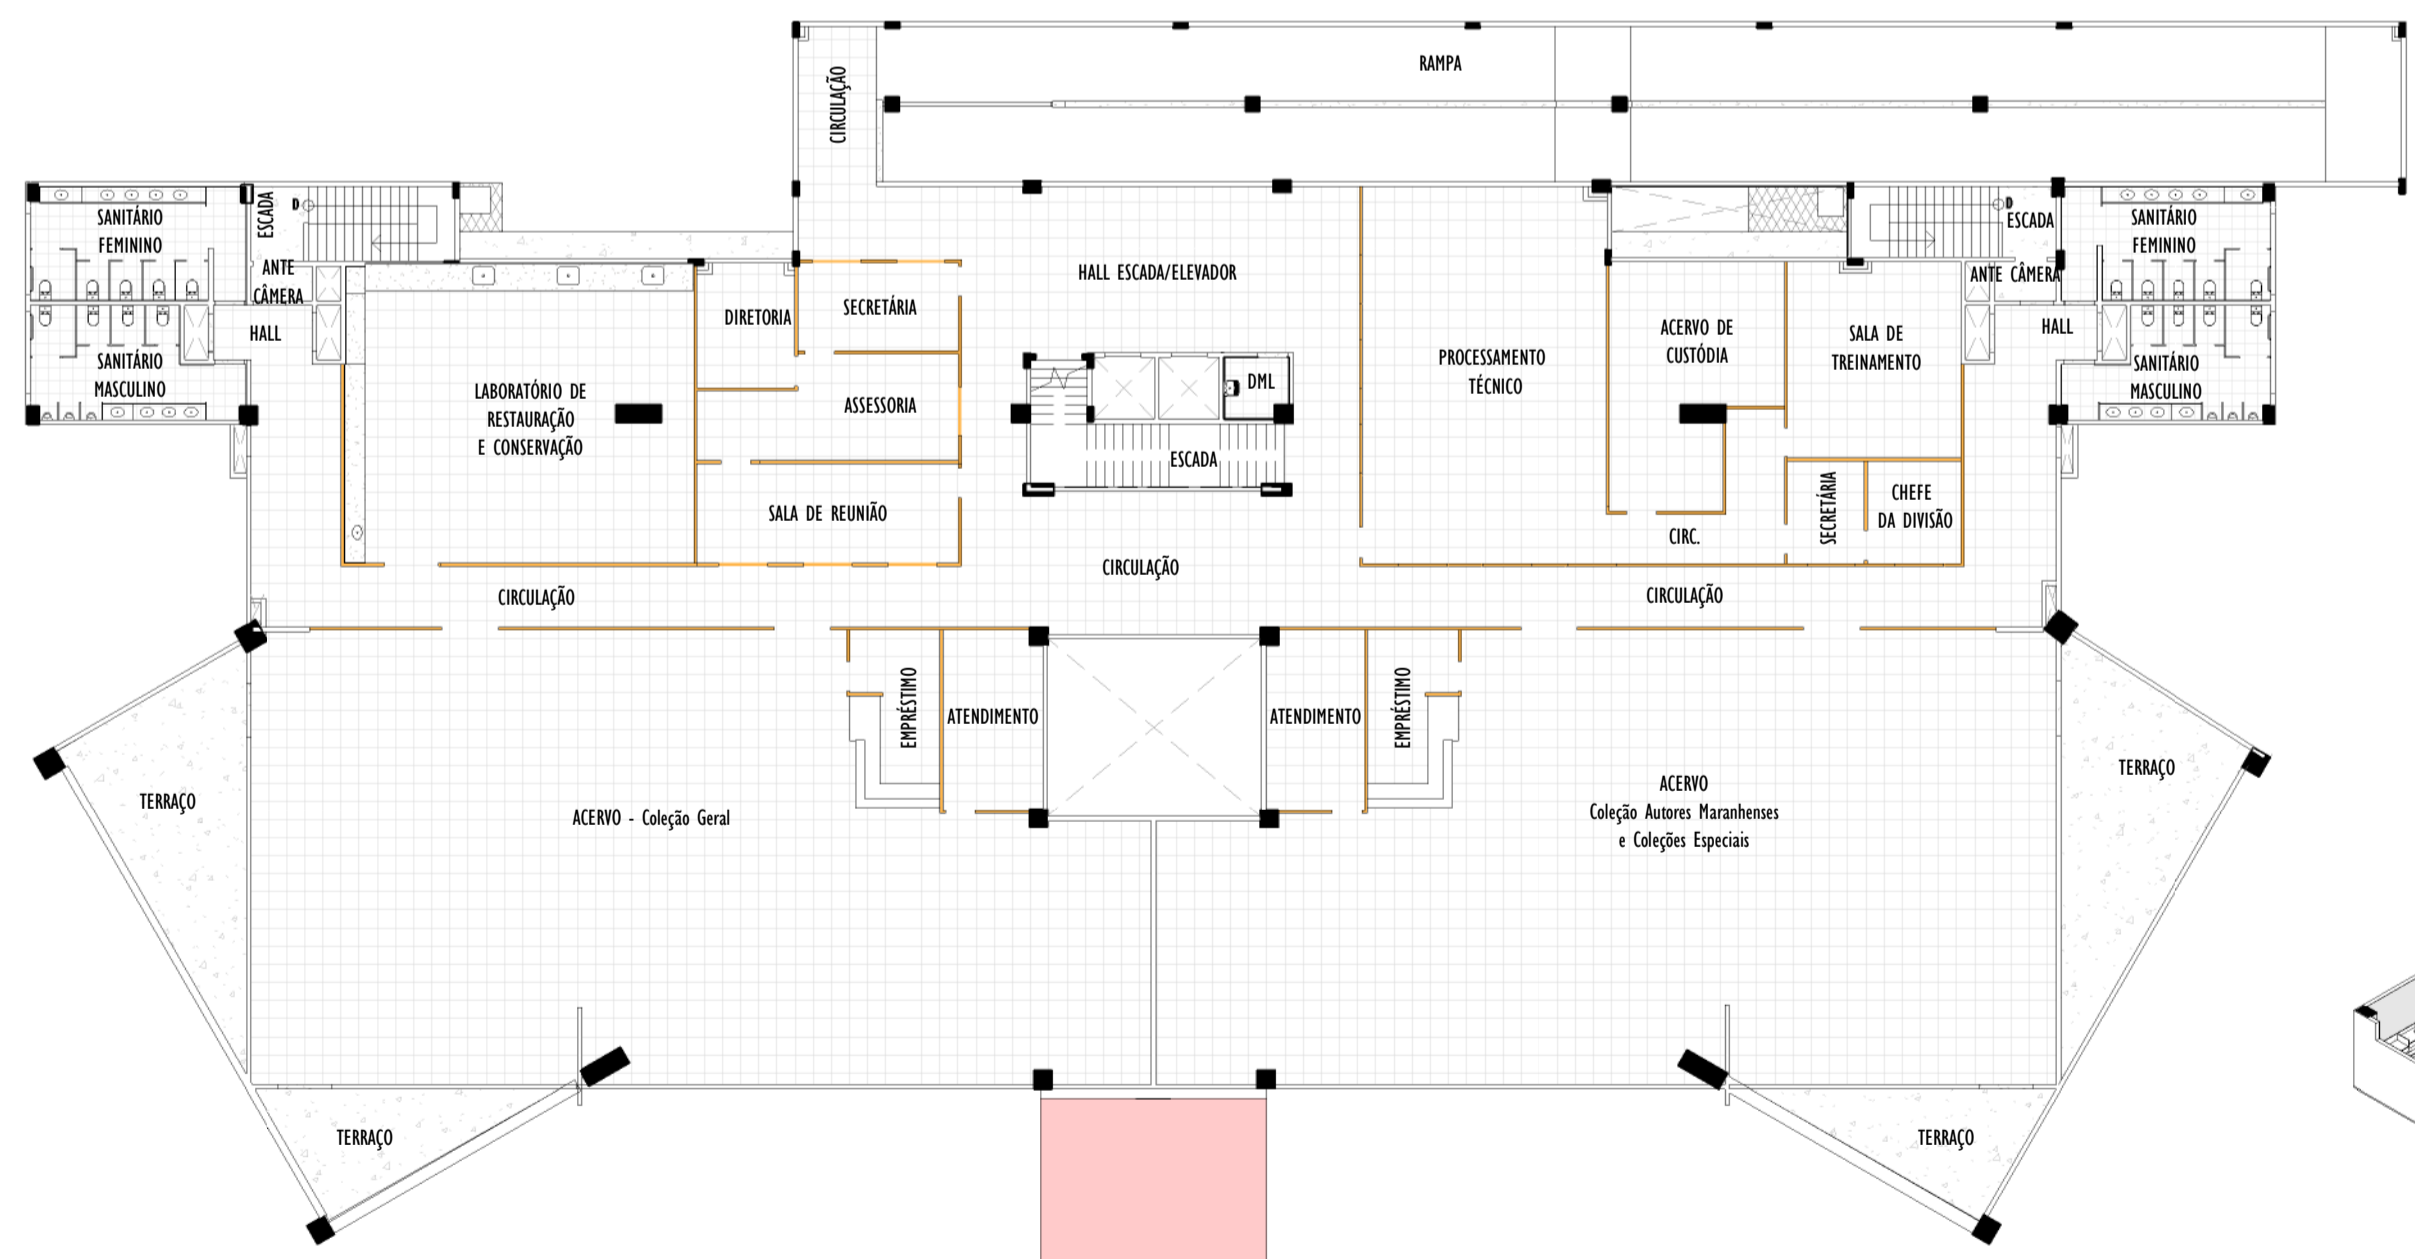 RAMPA
CIRCULAÇÃO
SANITÁRIO
FEMININO
ESCADA
D
ANTE
CÂMERA
HALL
SANITÁRIO
MASCULINO
LABORATÓRIO DE
RESTAURAÇÃO
E CONSERVAÇÃO
DIRETORIA
SECRETÁRIA
ASSESSORIA
SALA DE REUNIÃO
HALL ESCADA/ELEVADOR
DML
ESCADA
PROCESSAMENTO
TÉCNICO
ACERVO DE
CUSTÓDIA
SALA DE
TREINAMENTO
D
ESCADA
ANTE CÂMERA
HALL
SANITÁRIO
FEMININO
SANITÁRIO
MASCULINO
SECRETÁRIA
CHEFE
DA DIVISÃO
CIRC.
CIRCULAÇÃO
CIRCULAÇÃO
CIRCULAÇÃO
EMPRÉSTIMO
ATENDIMENTO
ATENDIMENTO
EMPRÉSTIMO
TERRAÇO
ACERVO - Coleção Geral
ACERVO
Coleção Autores Maranhenses
e Coleções Especiais
TERRAÇO
TERRAÇO
TERRAÇO